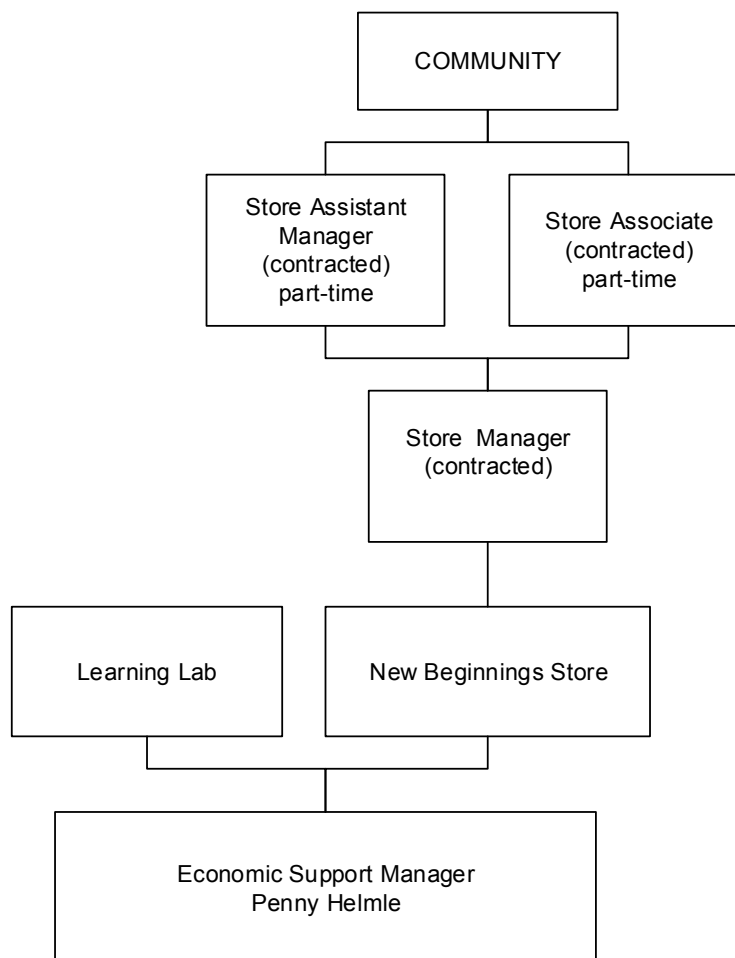 COMMUNITY
Store Assistant
Manager
(contracted)
part-time
Store Associate
(contracted)
part-time
Store Manager
(contracted)
Learning Lab
New Beginnings Store
Economic Support Manager
Penny Helmle